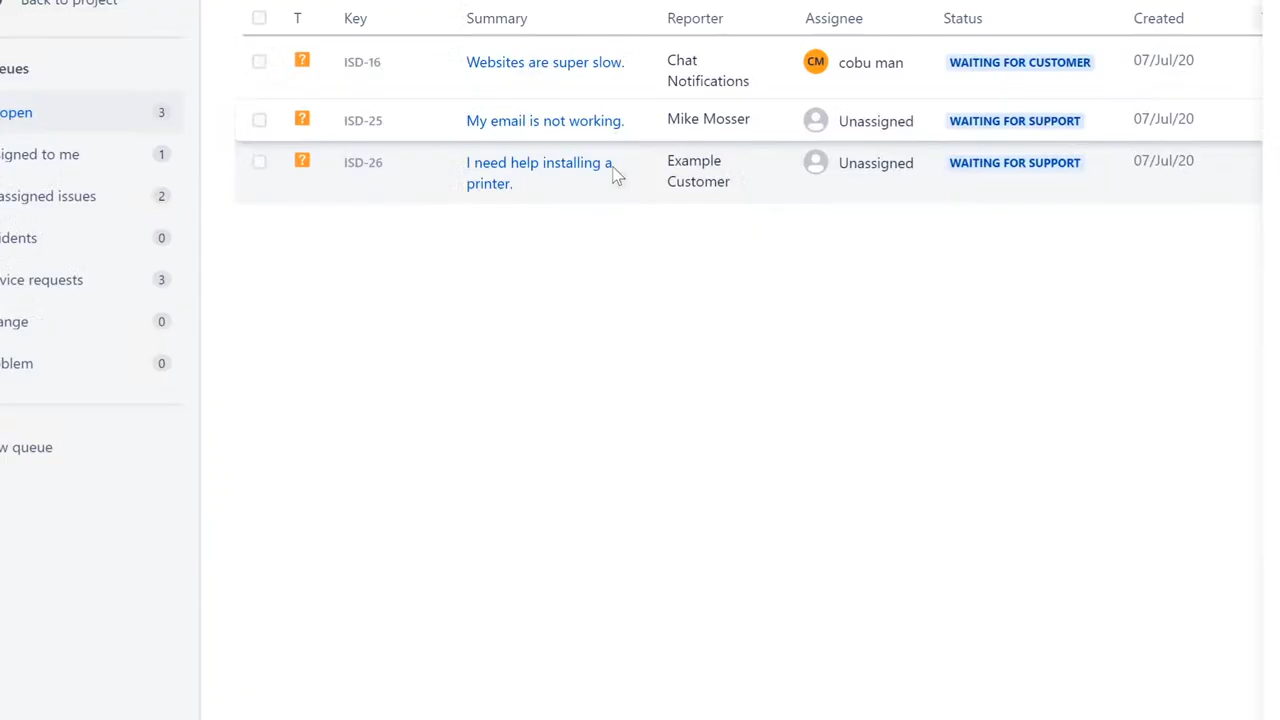 Back to project
eues
open 3
igned to me 1
assigned issues 2
idents 0
vice requests 3
ange 0
oblem 0
w queue
T Key Summary Reporter Assignee Status Created
? ISD-16 Websites are super slow. Chat Notifications CM cobu man WAITING FOR CUSTOMER 07/Jul/20
? ISD-25 My email is not working. Mike Mosser Unassigned WAITING FOR SUPPORT 07/Jul/20
? ISD-26 I need help installing a printer. Example Customer Unassigned WAITING FOR SUPPORT 07/Jul/20